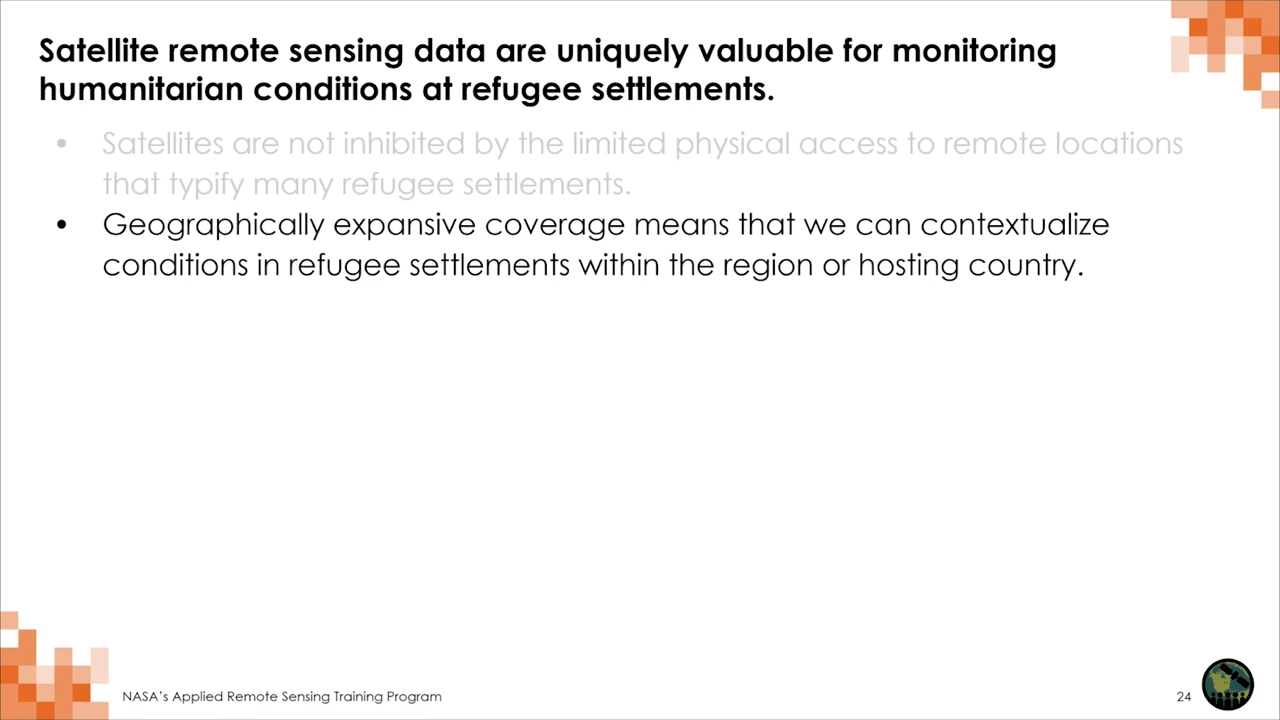 Satellite remote sensing data are uniquely valuable for monitoring
humanitarian conditions at refugee settlements.
• Satellites are not inhibited by the limited physical access to remote locations
that typify many refugee settlements.
• Geographically expansive coverage means that we can contextualize
conditions in refugee settlements within the region or hosting country.
NASA's Applied Remote Sensing Training Program
24